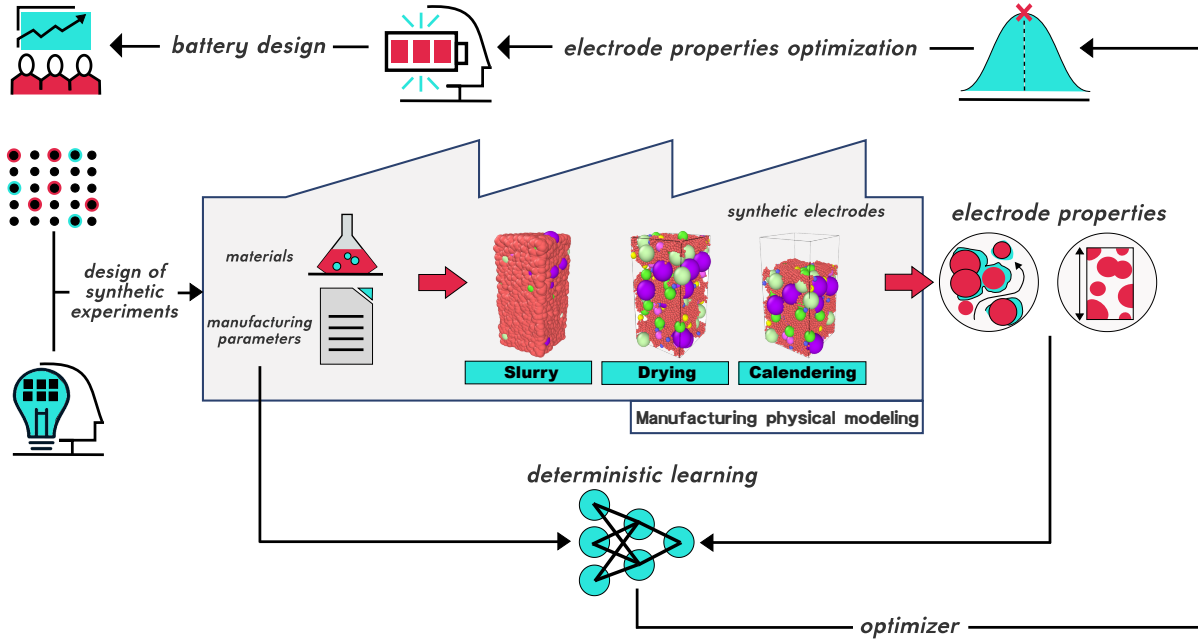 battery design
electrode properties optimization
design of
synthetic
experiments
materials
manufacturing
parameters
synthetic electrodes
Slurry
Drying
Calendering
Manufacturing physical modeling
electrode properties
deterministic learning
optimizer